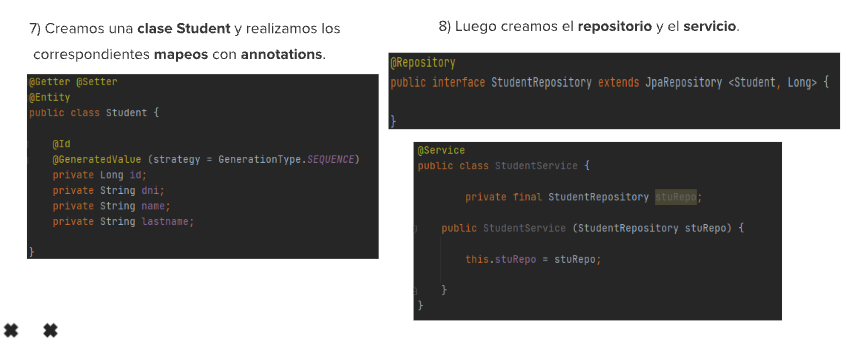 7) Creamos una clase Student y realizamos los
correspondientes mapeos con annotations.
@Getter @Setter
@Entity
public class Student {
@Id
@GeneratedValue (strategy = GenerationType.SEQUENCE)
private Long id;
private String dni;
private String name;
private String lastname;
}
8) Luego creamos el repositorio y el servicio.
@Repository
public interface StudentRepository extends JpaRepository <Student, Long> {
}
@Service
public class StudentService {
private final StudentRepository stuRepo;
public StudentService (StudentRepository stuRepo) {
this.stuRepo = stuRepo;
}
}